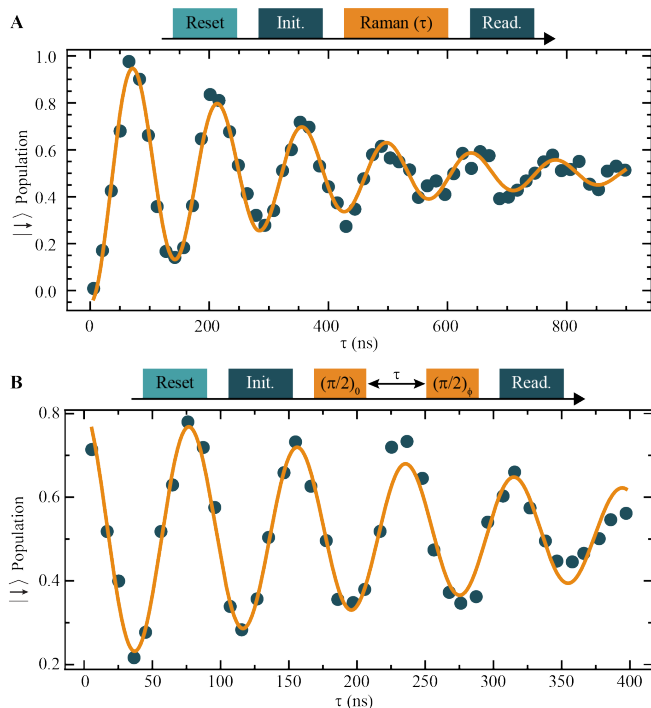 A
Reset Init. Raman (τ) Read.
|↓⟩ Population
1.0
0.8
0.6
0.4
0.2
0.0
0 200 400 600 800
τ (ns)
B
Reset Init. (π/2)₀ τ (π/2)ϕ Read.
|↓⟩ Population
0.8
0.6
0.4
0.2
0 50 100 150 200 250 300 350 400
τ (ns)